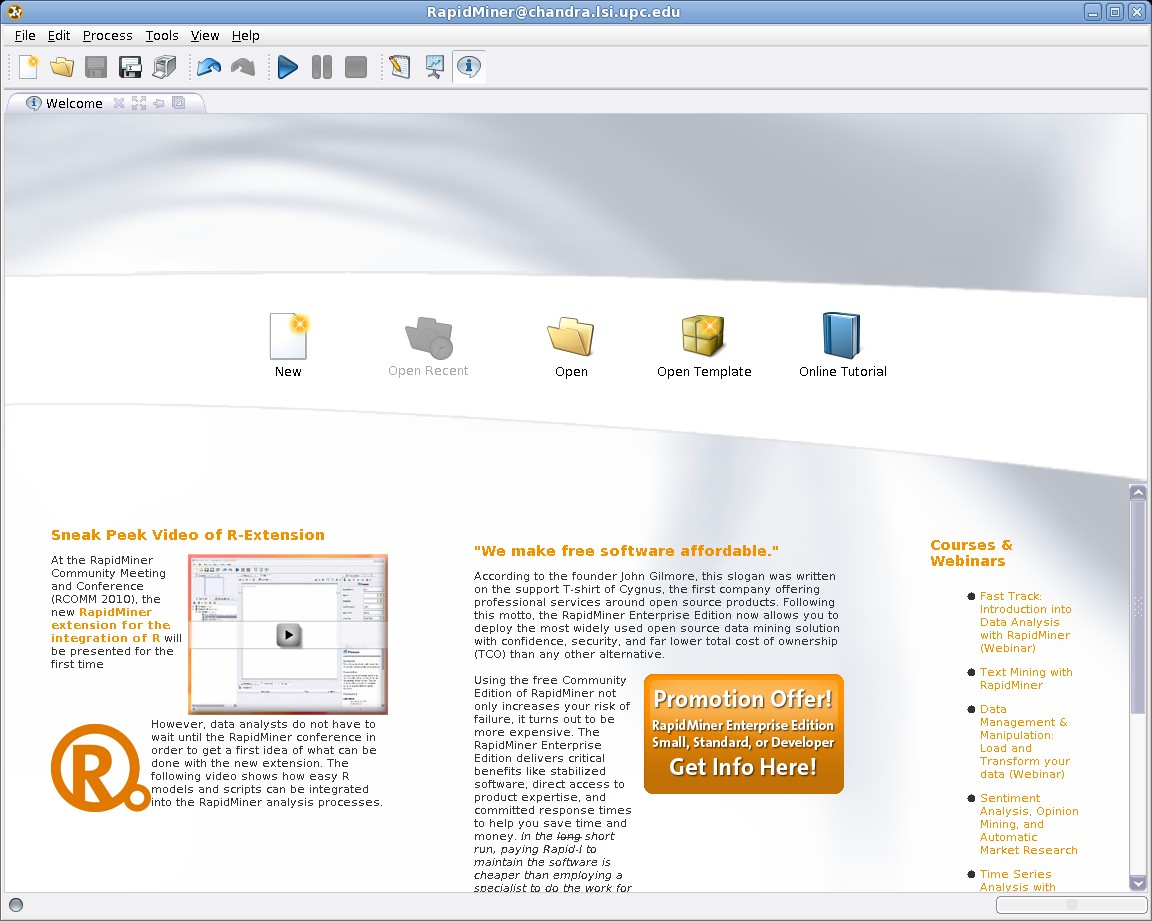 RapidMiner@chandra.lsi.upc.edu
File Edit Process Tools View Help
Welcome
New
Open Recent
Open
Open Template
Online Tutorial
Sneak Peek Video of R-Extension
At the RapidMiner
Community Meeting
and Conference
(RCOMM 2010), the
new RapidMiner
extension for the
integration of R will
be presented for the
first time
R
However, data analysts do not have to
wait until the RapidMiner conference in
order to get a first idea of what can be
done with the new extension. The
following video shows how easy R
models and scripts can be integrated
into the RapidMiner analysis processes.
"We make free software affordable."
According to the founder John Gilmore, this slogan was written
on the support T-shirt of Cygnus, the first company offering
professional services around open source products. Following
this motto, the RapidMiner Enterprise Edition now allows you to
deploy the most widely used open source data mining solution
with confidence, security, and far lower total cost of ownership
(TCO) than any other alternative.
Using the free Community
Edition of RapidMiner not
only increases your risk of
failure, it turns out to be
more expensive. The
RapidMiner Enterprise
Edition delivers critical
benefits like stabilized
software, direct access to
product expertise, and
committed response times
to help you save time and
money. In the long short
run, paying Rapid-I to
maintain the software is
cheaper than employing a
specialist to do the work for
Promotion Offer!
RapidMiner Enterprise Edition
Small, Standard, or Developer
Get Info Here!
Courses &
Webinars
Fast Track:
Introduction into
Data Analysis
with RapidMiner
(Webinar)
Text Mining with
RapidMiner
Data
Management &
Manipulation:
Load and
Transform your
data (Webinar)
Sentiment
Analysis, Opinion
Mining, and
Automatic
Market Research
Time Series
Analysis with